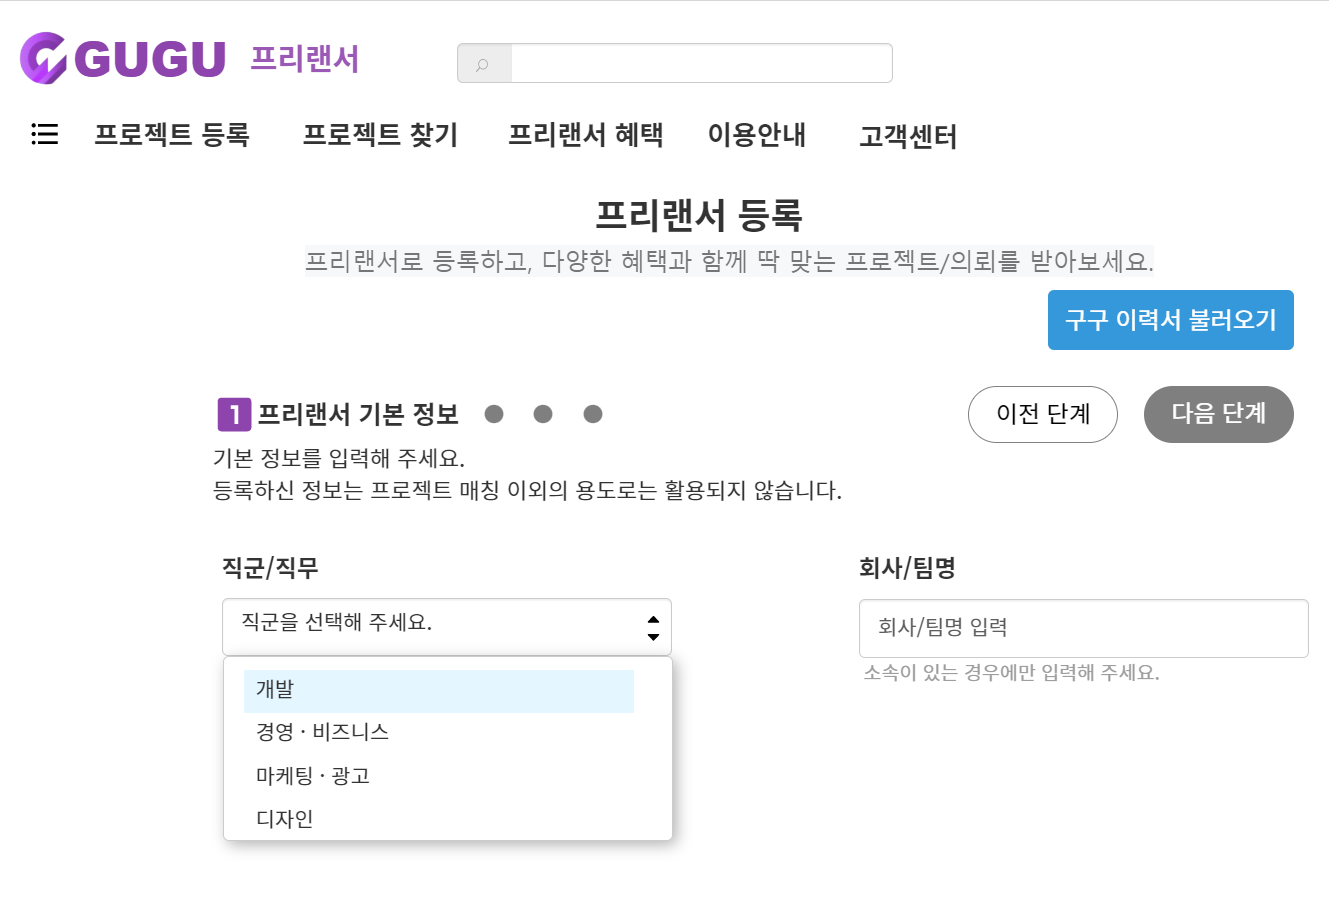 GUGU 프리랜서
프로젝트 등록 프로젝트 찾기 프리랜서 혜택 이용안내 고객센터
프리랜서 등록
프리랜서로 등록하고, 다양한 혜택과 함께 딱 맞는 프로젝트/의뢰를 받아보세요.
구구 이력서 불러오기
1 프리랜서 기본 정보
이전 단계 다음 단계
기본 정보를 입력해 주세요.
등록하신 정보는 프로젝트 매칭 이외의 용도로는 활용되지 않습니다.
직군/직무
직군을 선택해 주세요.
개발
경영 · 비즈니스
마케팅 · 광고
디자인
회사/팀명
회사/팀명 입력
소속이 있는 경우에만 입력해 주세요.